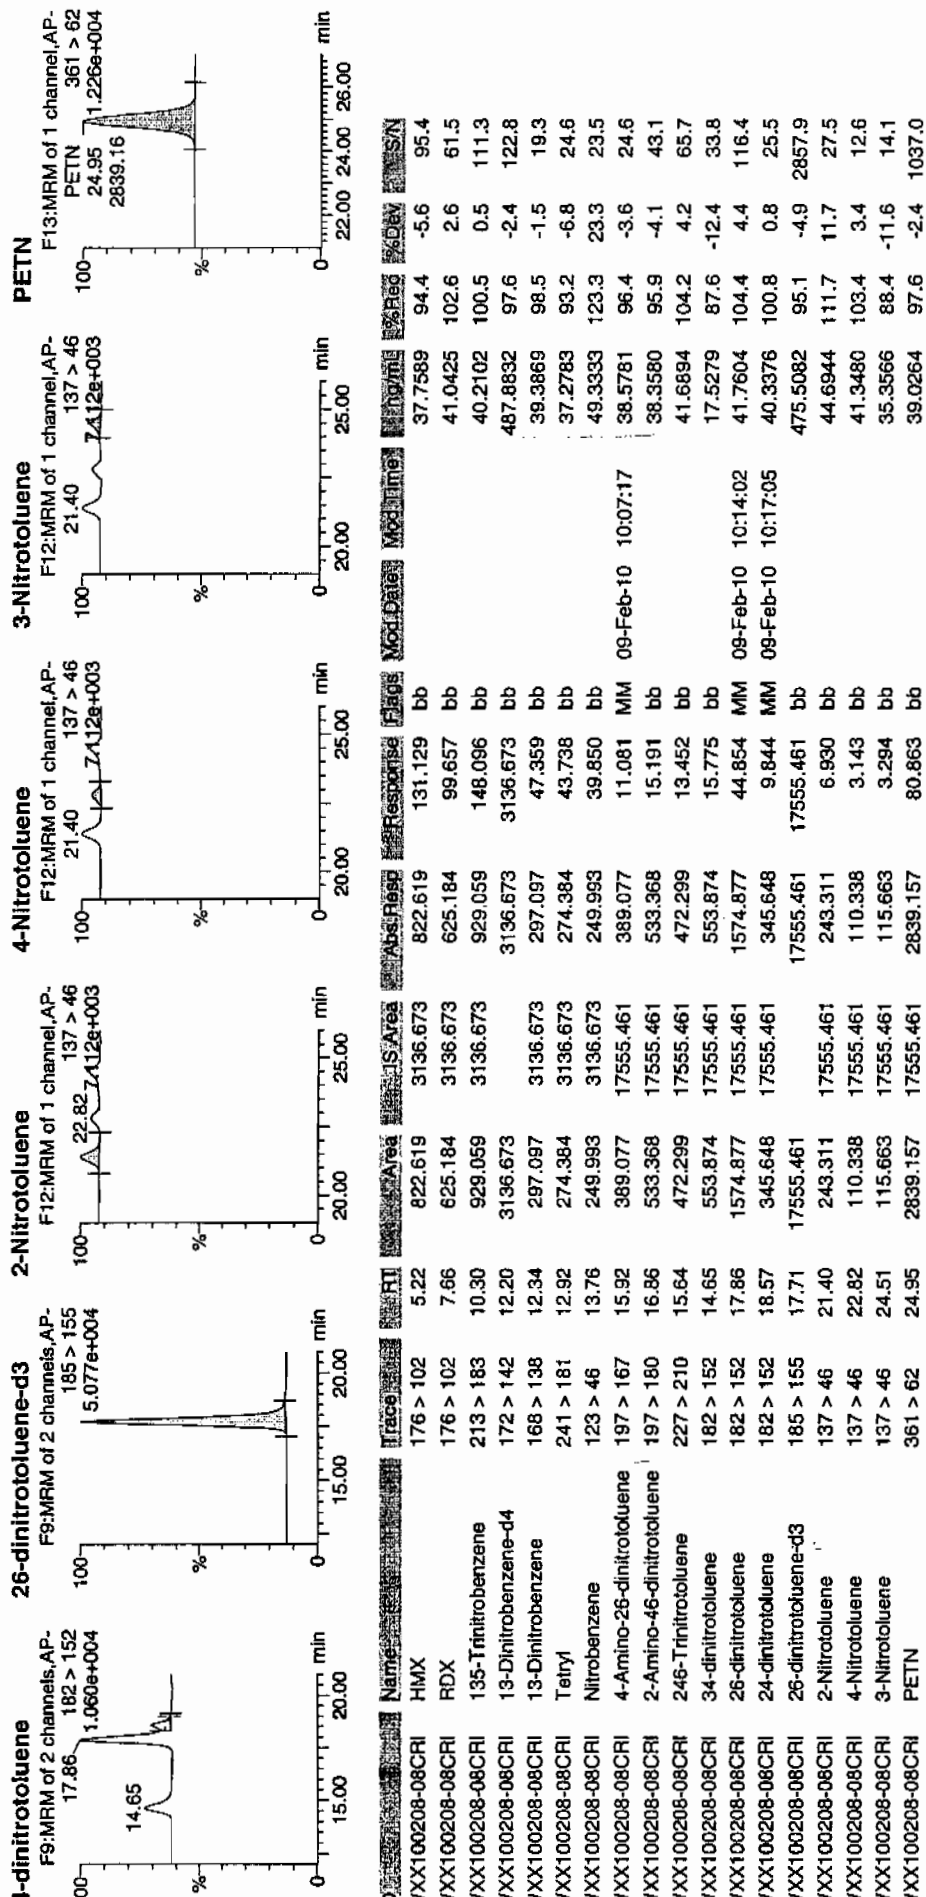 4-dinitrotoluene
F9:MRM of 2 channels,AP-
182 > 152
1.060e+004
17.86
14.65
00
15.00
20.00
min
26-dinitrotoluene-d3
F9:MRM of 2 channels,AP-
185 > 155
5.077e+004
100
%
0
15.00
20.00
min
2-Nitrotoluene
F12:MRM of 1 channel,AP-
137 > 46
7.112e+003
22.82
100
%
0
20.00
25.00
min
4-Nitrotoluene
F12:MRM of 1 channel,AP-
137 > 46
7.112e+003
21.40
100
%
0
20.00
25.00
min
3-Nitrotoluene
F12:MRM of 1 channel,AP-
137 > 46
7.112e+003
21.40
100
%
0
20.00
25.00
min
PETN
F13:MRM of 1 channel,AP-
361 > 62
1.226e+004
PETN
24.95
2839.16
100
%
0
22.00
24.00
26.00
min
Name Trace RT Area IS Area Abs.Resp Response Flags Mod.Date Mod.Time ng/mL %Rec %Dev S/N
/XX100208-08CRI HMX 176 > 102 5.22 822.619 3136.673 822.619 131.129 bb 37.7589 94.4 -5.6 95.4
/XX100208-08CRI RDX 176 > 102 7.66 625.184 3136.673 625.184 99.657 bb 41.0425 102.6 2.6 61.5
/XX100208-08CRI 135-Trinitrobenzene 213 > 183 10.30 929.059 3136.673 929.059 148.096 bb 40.2102 100.5 0.5 111.3
/XX100208-08CRI 13-Dinitrobenzene-d4 172 > 142 12.20 3136.673 3136.673 3136.673 bb 487.8832 97.6 -2.4 122.8
/XX100208-08CRI 13-Dinitrobenzene 168 > 138 12.34 297.097 3136.673 297.097 47.359 bb 39.3869 98.5 -1.5 19.3
/XX100208-08CRI Tetryl 241 > 181 12.92 274.384 3136.673 274.384 43.738 bb 37.2783 93.2 -6.8 24.6
/XX100208-08CRI Nitrobenzene 123 > 46 13.76 249.993 3136.673 249.993 39.850 bb 49.3333 123.3 23.3 23.5
/XX100208-08CRI 4-Amino-26-dinitrotoluene 197 > 167 15.92 389.077 17555.461 389.077 11.081 MM 09-Feb-10 10:07:17 38.5781 96.4 -3.6 24.6
/XX100208-08CRI 2-Amino-46-dinitrotoluene 197 > 180 16.86 533.368 17555.461 533.368 15.191 bb 38.3580 95.9 -4.1 43.1
/XX100208-08CRI 246-Trinitrotoluene 227 > 210 15.64 472.299 17555.461 472.299 13.452 bb 41.6894 104.2 4.2 65.7
/XX100208-08CRI 34-dinitrotoluene 182 > 152 14.65 553.874 17555.461 553.874 15.775 bb 17.5279 87.6 -12.4 33.8
/XX100208-08CRI 26-dinitrotoluene 182 > 152 17.86 1574.877 17555.461 1574.877 44.854 MM 09-Feb-10 10:14:02 41.7604 104.4 4.4 116.4
/XX100208-08CRI 24-dinitrotoluene 182 > 152 18.57 345.648 17555.461 345.648 9.844 MM 09-Feb-10 10:17:05 40.3376 100.8 0.8 25.5
/XX100208-08CRI 26-dinitrotoluene-d3 185 > 155 17.71 17555.461 17555.461 17555.461 bb 475.5082 95.1 -4.9 2857.9
/XX100208-08CRI 2-Nitrotoluene 137 > 46 21.40 243.311 17555.461 243.311 6.930 bb 44.6944 111.7 11.7 27.5
/XX100208-08CRI 4-Nitrotoluene 137 > 46 22.82 110.338 17555.461 110.338 3.143 bb 41.3480 103.4 3.4 12.6
/XX100208-08CRI 3-Nitrotoluene 137 > 46 24.51 115.663 17555.461 115.663 3.294 bb 35.3566 88.4 -11.6 14.1
/XX100208-08CRI PETN 361 > 62 24.95 2839.157 17555.461 2839.157 80.863 bb 39.0264 97.6 -2.4 1037.0